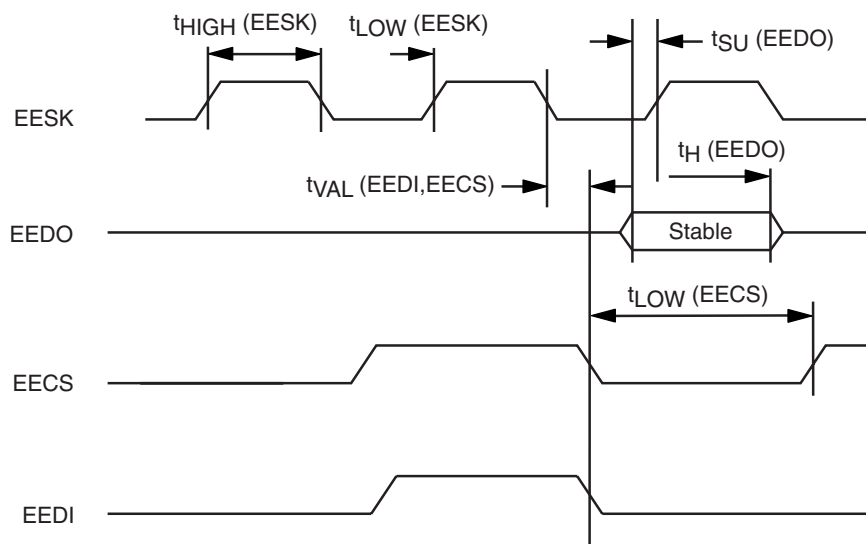 tHIGH (EESK)
tLOW (EESK)
tSU (EEDO)
EESK
tH (EEDO)
tVAL (EEDI,EECS)
EEDO
Stable
tLOW (EECS)
EECS
EEDI